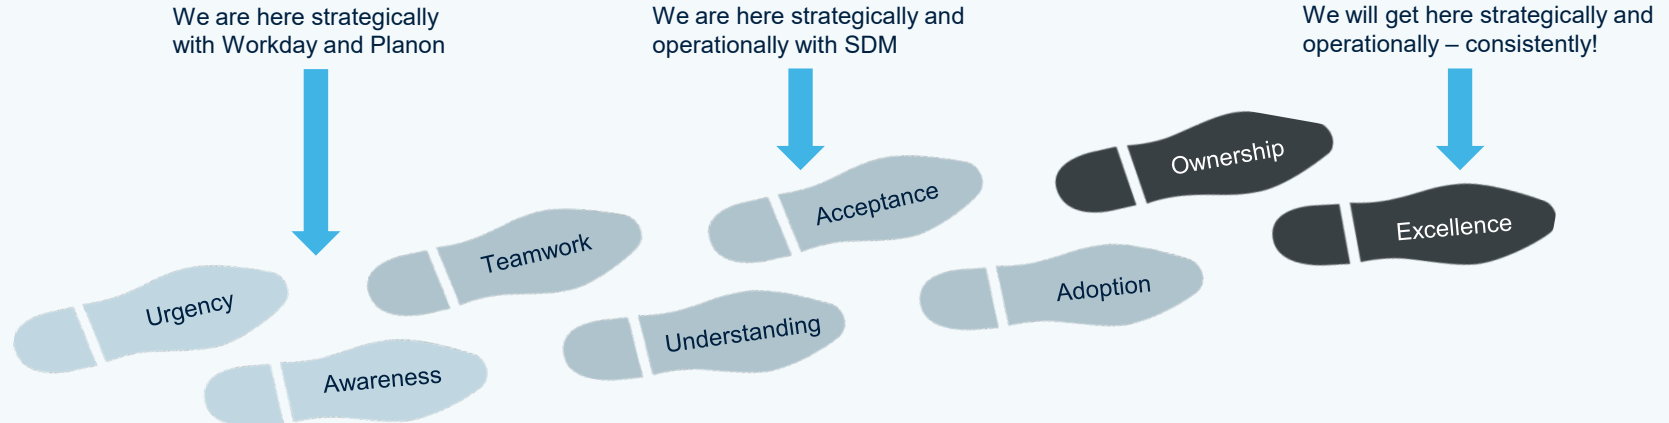 We are here strategically
with Workday and Planon
We are here strategically and
operationally with SDM
We will get here strategically and
operationally – consistently!
Urgency
Awareness
Teamwork
Understanding
Acceptance
Adoption
Ownership
Excellence